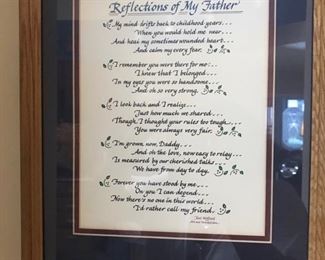 Reflections of My Father
My mind drifts back to childhood years...
When you would hold me near...
And heal my sometimes wounded heart...
And calm my every fear.
I remember you were there for me...
I knew that I belonged...
In my eyes you were so handsome...
And oh so very strong.
I look back and I realize...
Just how much we shared...
Though, I thought your rules too tough...
You were always very fair.
I'm grown, now, Daddy...
And oh the love, now easy to relay...
Is measured by our cherished talks...
We have from day to day.
Forever you have stood by me...
On you I can depend...
Now there's no one in this world...
I'd rather call my friend.